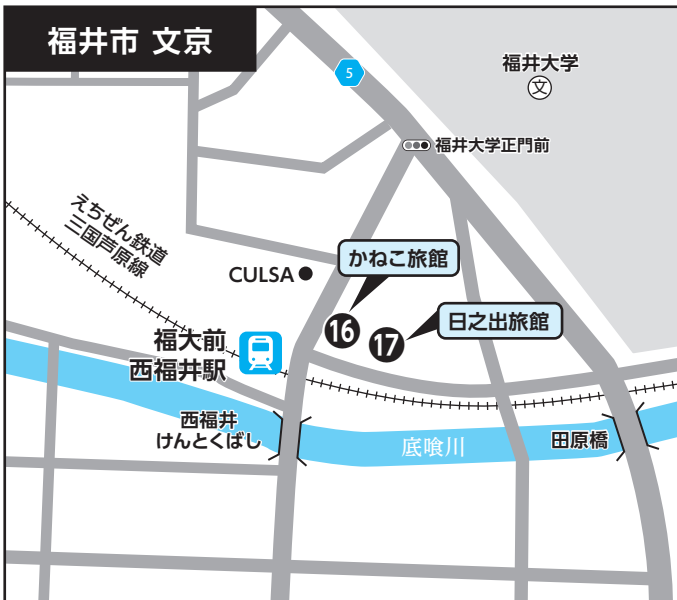 福井市 文京
5
福井大学
文
福井大学正門前
えちぜん鉄道
三国芦原線
かねこ旅館
CULSA
16
日之出旅館
17
福大前
西福井駅
西福井
けんとくばし
底喰川
田原橋